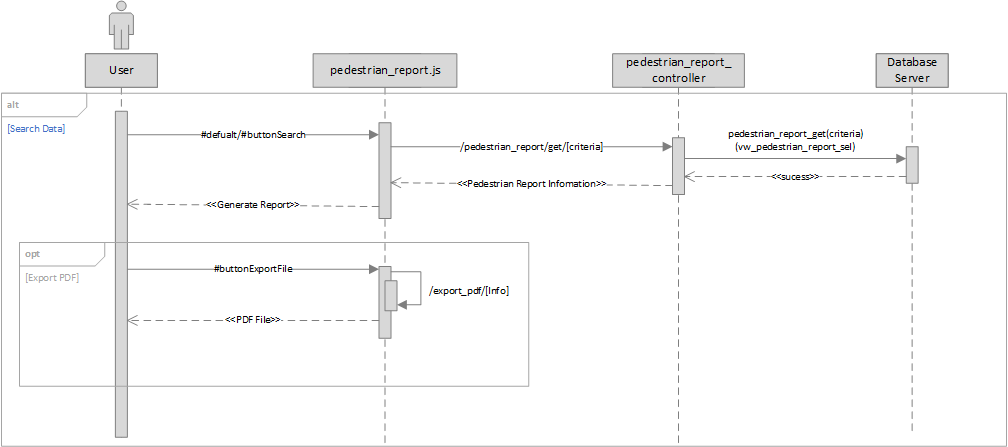 User
pedestrian_report.js
pedestrian_report_
controller
Database
Server
alt
[Search Data]
#defualt/#buttonSearch
/pedestrian_report/get/[criteria]
pedestrian_report_get(criteria)
(vw_pedestrian_report_sel)
<<sucess>>
<<Pedestrian Report Infomation>>
<<Generate Report>>
opt
[Export PDF]
#buttonExportFile
/export_pdf/[Info]
<<PDF File>>